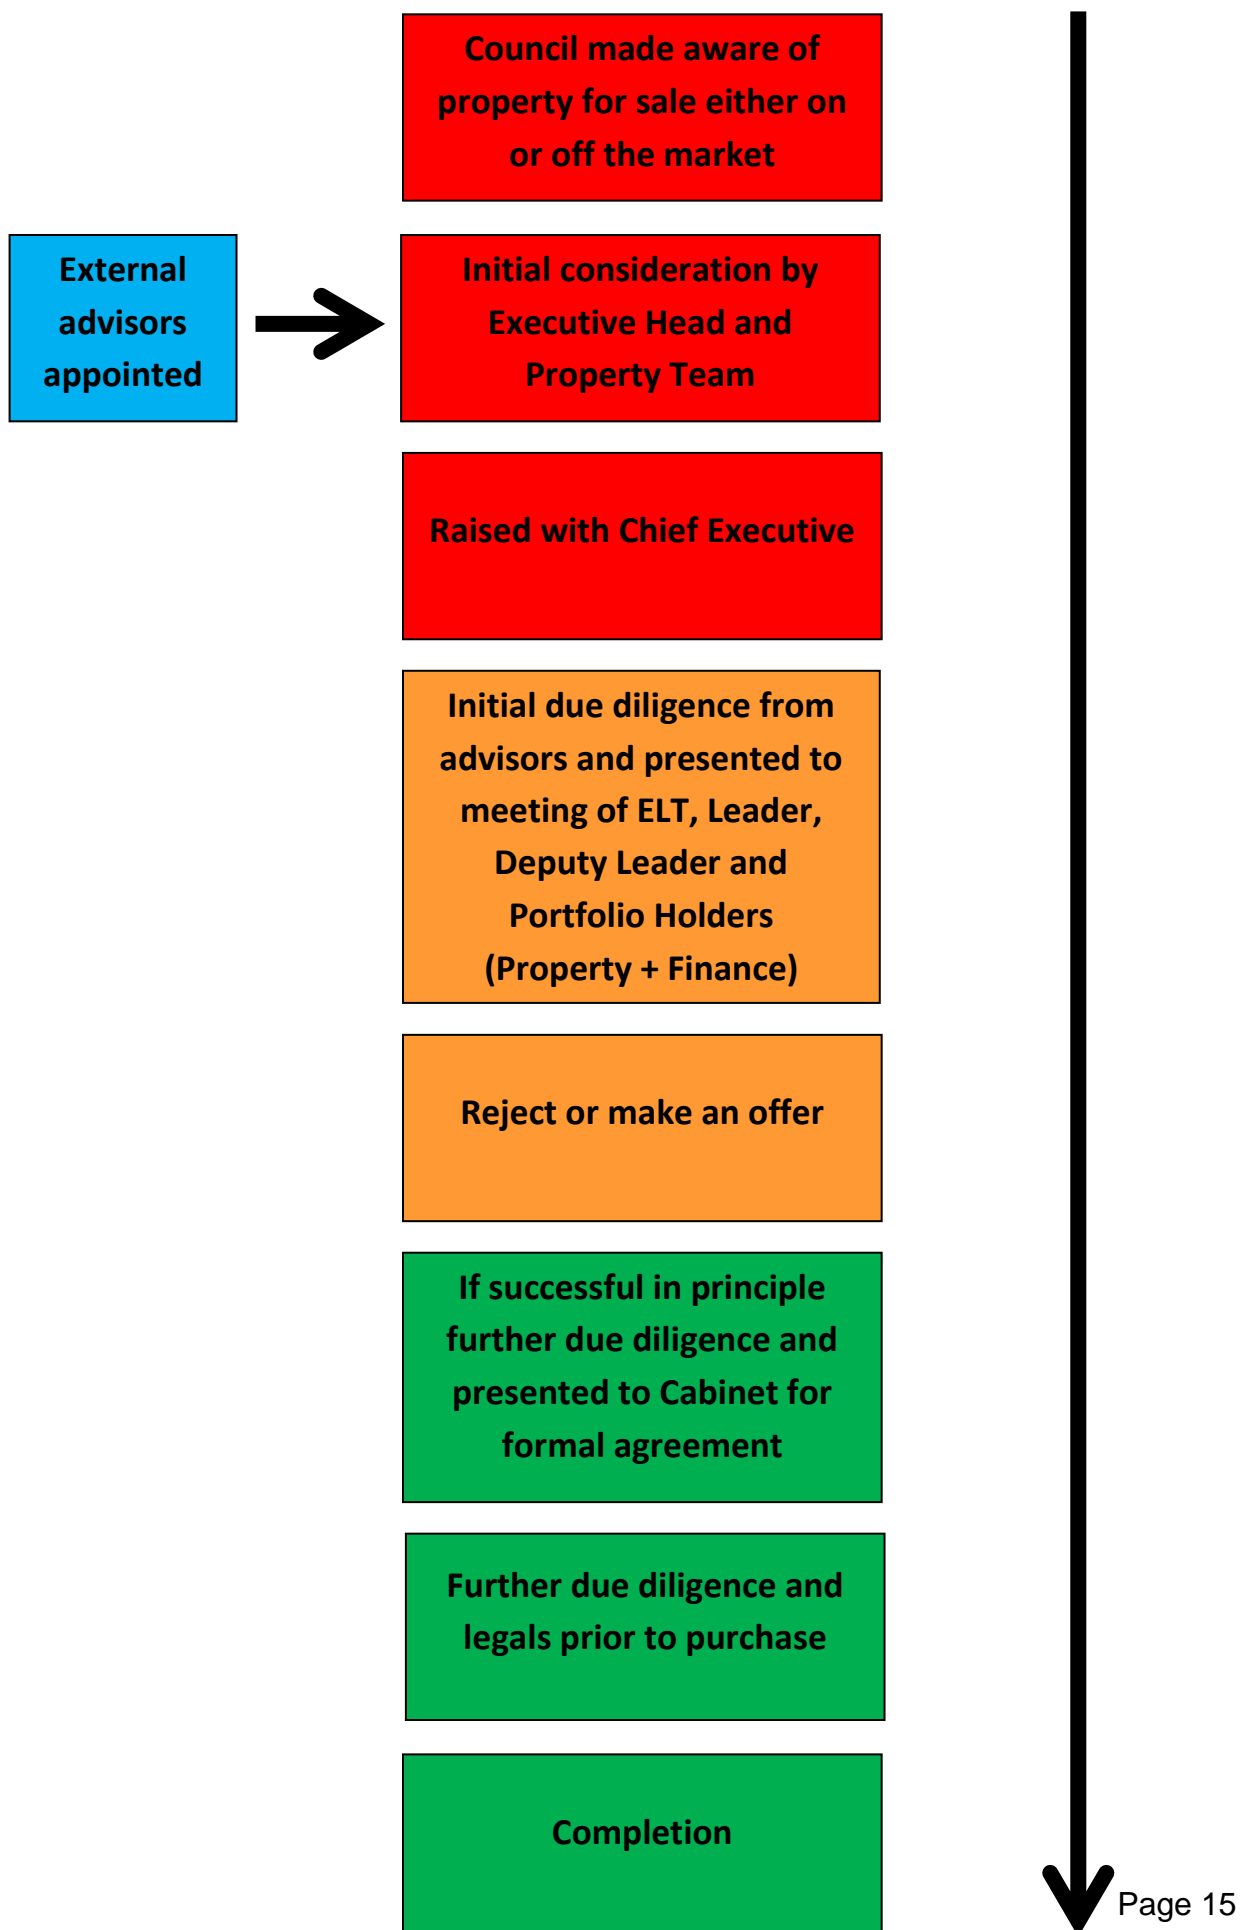 Council made aware of
property for sale either on
or off the market
External
advisors
appointed
Initial consideration by
Executive Head and
Property Team
Raised with Chief Executive
Initial due diligence from
advisors and presented to
meeting of ELT, Leader,
Deputy Leader and
Portfolio Holders
(Property + Finance)
Reject or make an offer
If successful in principle
further due diligence and
presented to Cabinet for
formal agreement
Further due diligence and
legals prior to purchase
Completion
Page 15